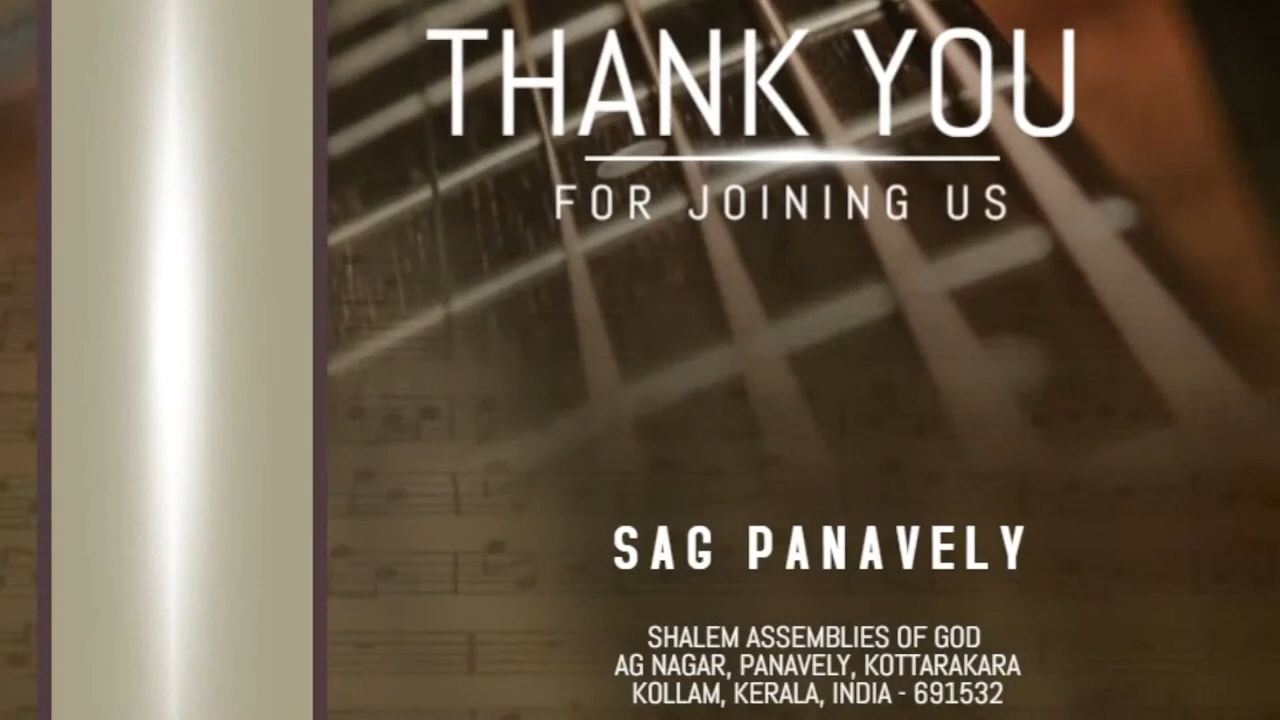 THANK YOU
FOR JOINING US
SAG PANAVELY
SHALEM ASSEMBLIES OF GOD
AG NAGAR, PANAVELY, KOTTARAKARA
KOLLAM, KERALA, INDIA - 691532